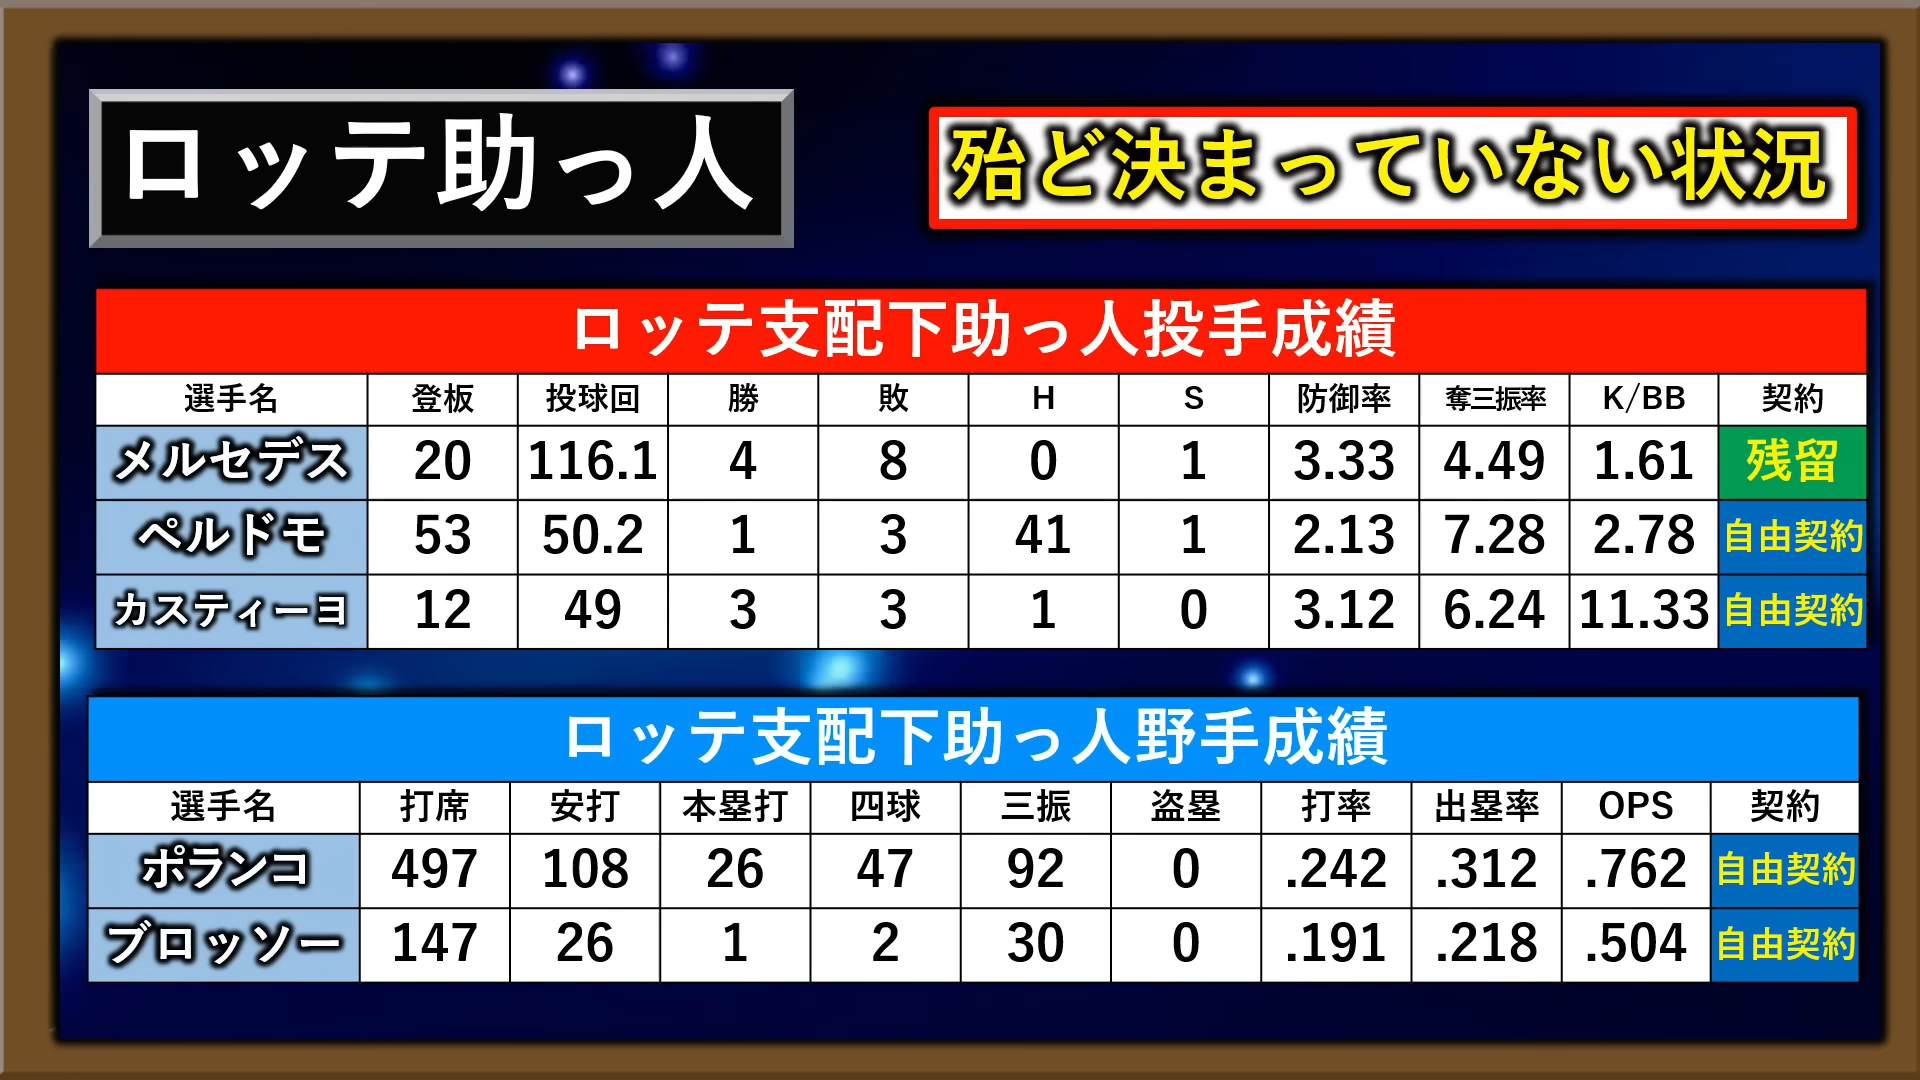 ロッテ助っ人
殆ど決まっていない状況
ロッテ支配下助っ人投手成績
選手名 登板 投球回 勝 敗 H S 防御率 奪三振率 K/BB 契約
メルセデス 20 116.1 4 8 0 1 3.33 4.49 1.61 残留
ペルドモ 53 50.2 1 3 41 1 2.13 7.28 2.78 自由契約
カスティーヨ 12 49 3 3 1 0 3.12 6.24 11.33 自由契約
ロッテ支配下助っ人野手成績
選手名 打席 安打 本塁打 四球 三振 盗塁 打率 出塁率 OPS 契約
ポランコ 497 108 26 47 92 0 .242 .312 .762 自由契約
ブロッソー 147 26 1 2 30 0 .191 .218 .504 自由契約